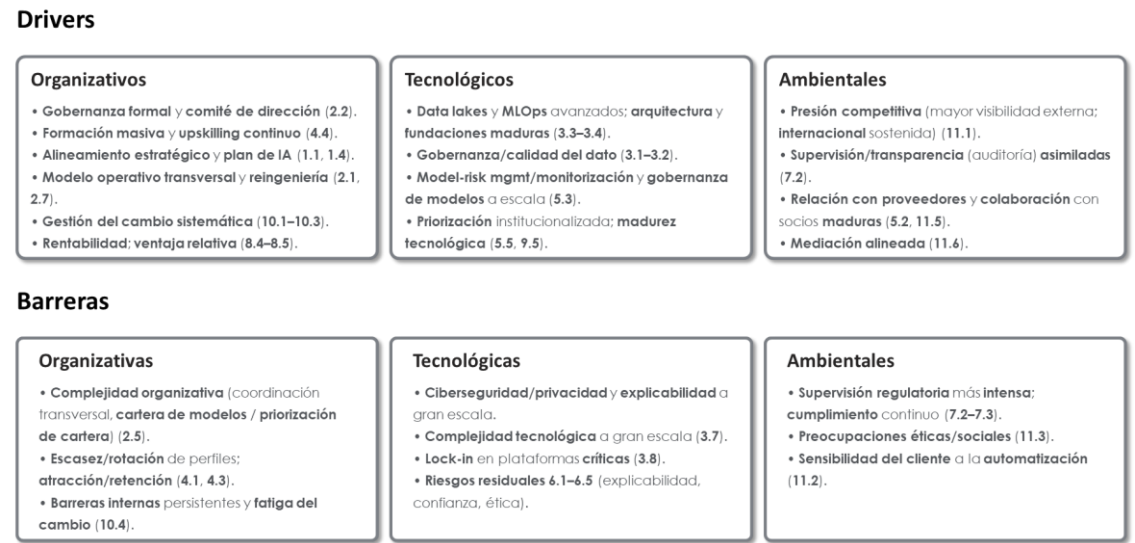 Drivers
Organizativos
• Gobernanza formal y comité de dirección (2.2).
• Formación masiva y upskilling continuo (4.4).
• Alineamiento estratégico y plan de IA (1.1, 1.4).
• Modelo operativo transversal y reingeniería (2.1,
2.7).
• Gestión del cambio sistemática (10.1–10.3).
• Rentabilidad; ventaja relativa (8.4–8.5).
Tecnológicos
• Data lakes y MLOps avanzados; arquitectura y
fundaciones maduras (3.3–3.4).
• Gobernanza/calidad del dato (3.1–3.2).
• Model-risk mgmt/monitorización y gobernanza
de modelos a escala (5.3).
• Priorización institucionalizada; madurez
tecnológica (5.5, 9.5).
Ambientales
• Presión competitiva (mayor visibilidad externa;
internacional sostenida) (11.1).
• Supervisión/transparencia (auditoría) asimiladas
(7.2).
• Relación con proveedores y colaboración con
socios maduras (5.2, 11.5).
• Mediación alineada (11.6).
Barreras
Organizativas
• Complejidad organizativa (coordinación
transversal, cartera de modelos / priorización
de cartera) (2.5).
• Escasez/rotación de perfiles;
atracción/retención (4.1, 4.3).
• Barreras internas persistentes y fatiga del
cambio (10.4).
Tecnológicas
• Ciberseguridad/privacidad y explicabilidad a
gran escala.
• Complejidad tecnológica a gran escala (3.7).
• Lock-in en plataformas críticas (3.8).
• Riesgos residuales 6.1–6.5 (explicabilidad,
confianza, ética).
Ambientales
• Supervisión regulatoria más intensa;
cumplimiento continuo (7.2–7.3).
• Preocupaciones éticas/sociales (11.3).
• Sensibilidad del cliente a la automatización
(11.2).